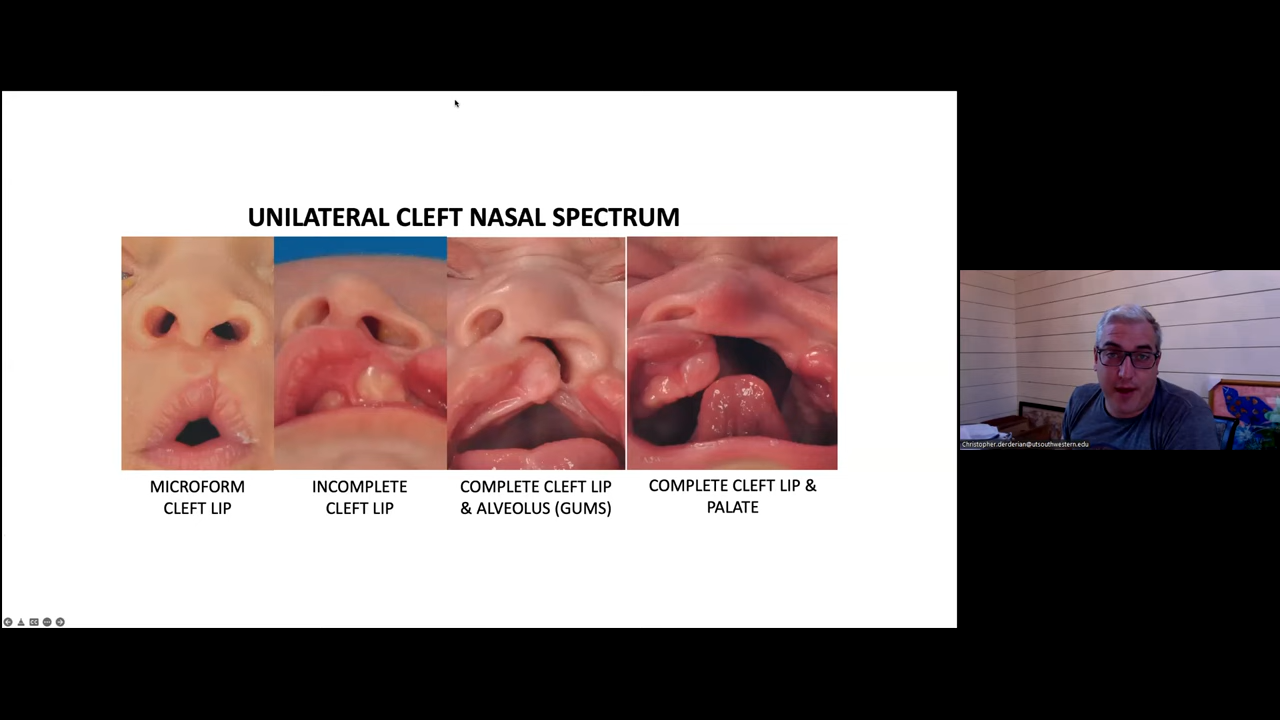 UNILATERAL CLEFT NASAL SPECTRUM
MICROFORM
CLEFT LIP
INCOMPLETE
CLEFT LIP
COMPLETE CLEFT LIP
& ALVEOLUS (GUMS)
COMPLETE CLEFT LIP &
PALATE
Christopher.derderian@utsouthwestern.edu